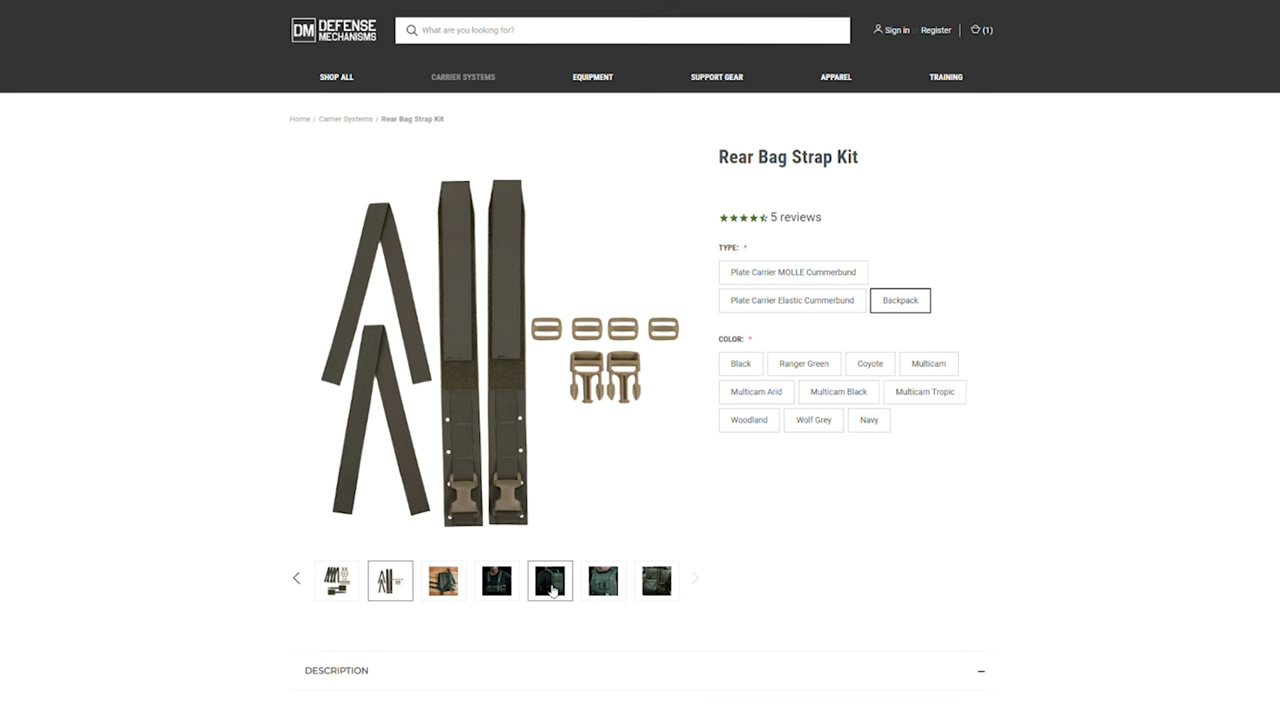 DM DEFENSE MECHANISMS
What are you looking for?
Sign in Register (1)
SHOP ALL CARRIER SYSTEMS EQUIPMENT SUPPORT GEAR APPAREL TRAINING
Home / Carrier Systems / Rear Bag Strap Kit
Rear Bag Strap Kit
5 reviews
TYPE: *
Plate Carrier MOLLE Cummerbund
Plate Carrier Elastic Cummerbund Backpack
COLOR: *
Black Ranger Green Coyote Multicam
Multicam Arid Multicam Black Multicam Tropic
Woodland Wolf Grey Navy
DESCRIPTION